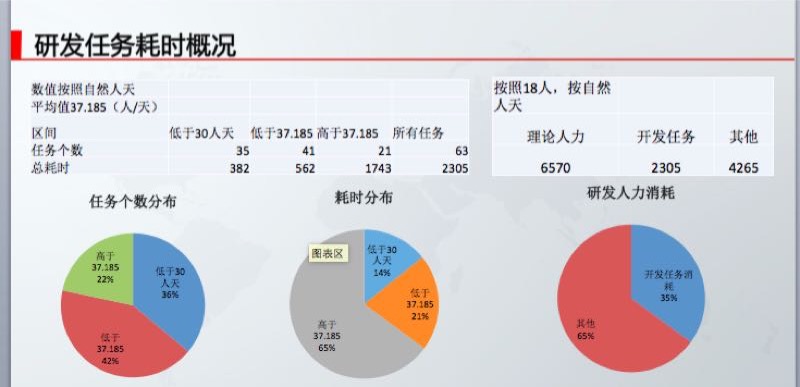 研发任务耗时概况
数值按照自然人天
平均值37.185（人/天）
区间 低于30人天 低于37.185 高于37.185 所有任务
任务个数 35 41 21 63
总耗时 382 562 1743 2305
按照18人，按自然
人天
理论人力 开发任务 其他
6570 2305 4265
任务个数分布
高于
37.185
22%
低于30
人天
36%
低于
37.185
42%
耗时分布
图表区
低于30
人天
14%
低于
37.185
21%
高于
37.185
65%
研发人力消耗
开发任务消
耗
35%
其他
65%